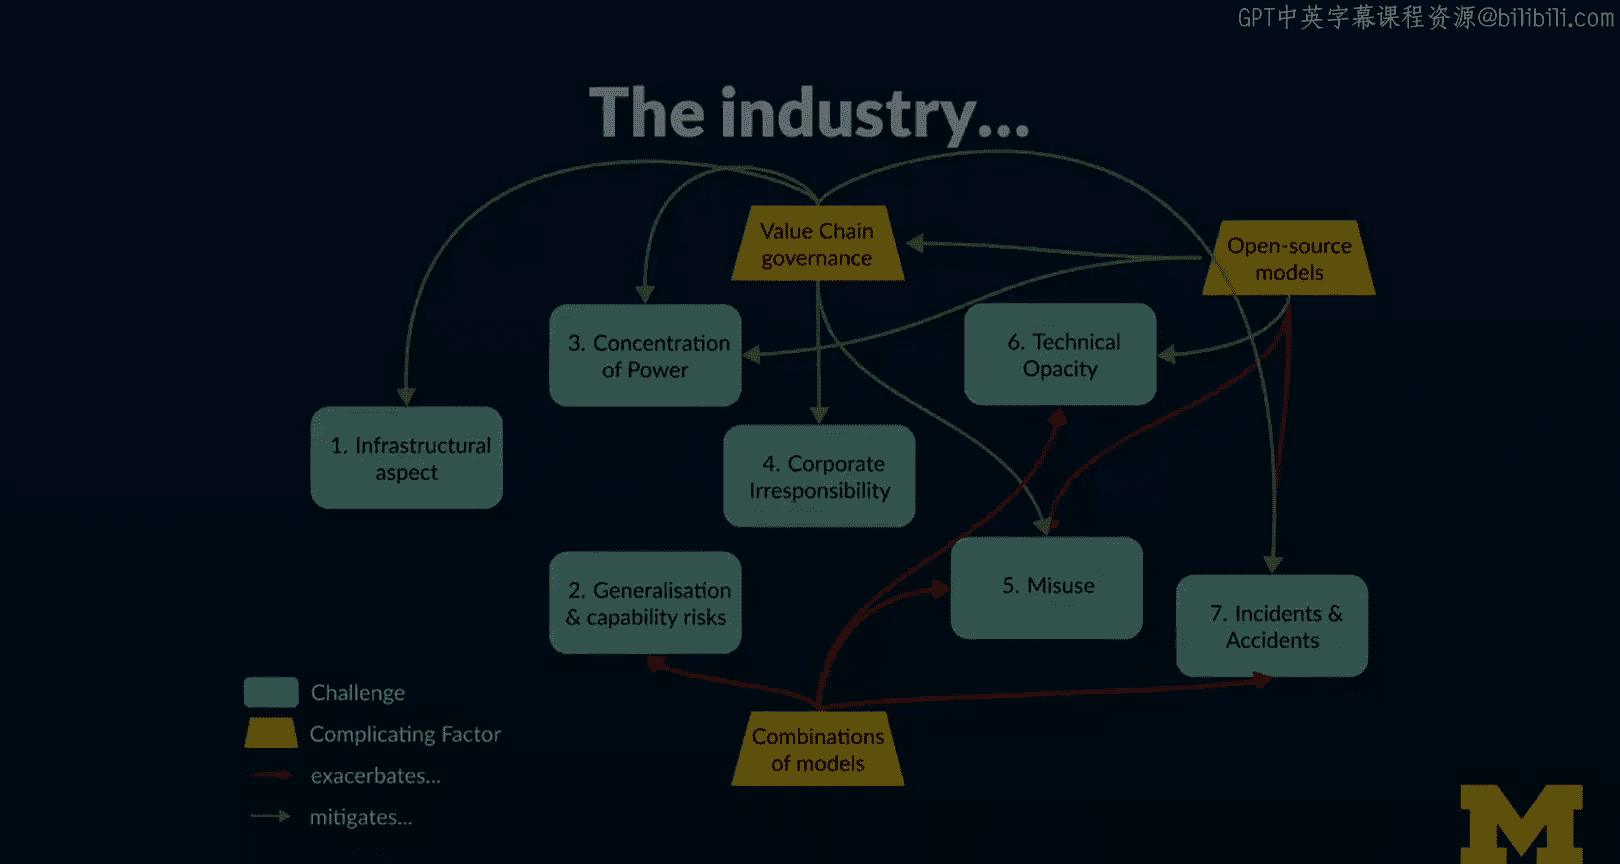 GPT中英字幕课程资源@bilibili.com
The industry...
Value Chain
governance
Open-source
models
3. Concentration
of Power
6. Technical
Opacity
1. Infrastructural
aspect
4. Corporate
Irresponsibility
2. Generalisation
& capability risks
5. Misuse
7. Incidents &
Accidents
Combinations
of models
Challenge
Complicating Factor
exacerbates...
mitigates...
M